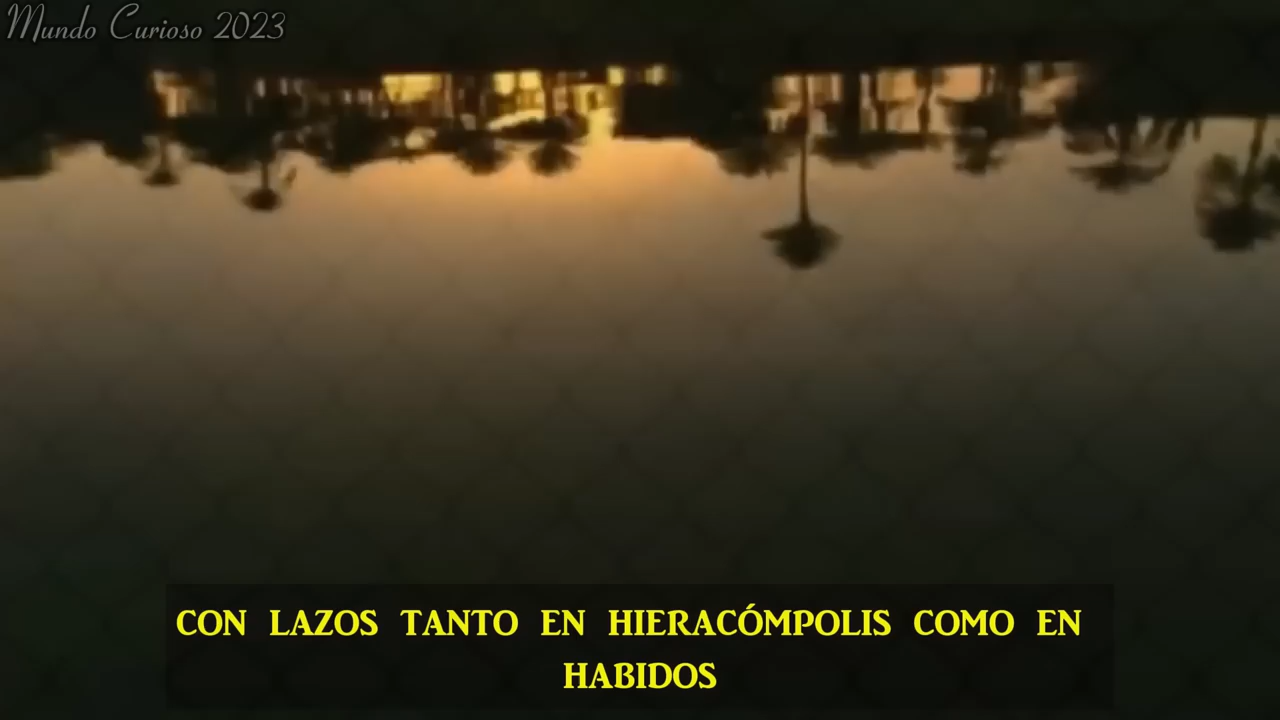 Mundo Curioso 2023
CON LAZOS TANTO EN HIERACÓMPOLIS COMO EN
HABIDOS